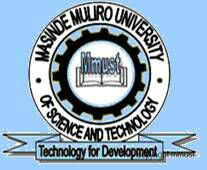 MASINDE MULIRO UNIVERSITY
Mmust
OF SCIENCE AND TECHNOLOGY
Technology for Development